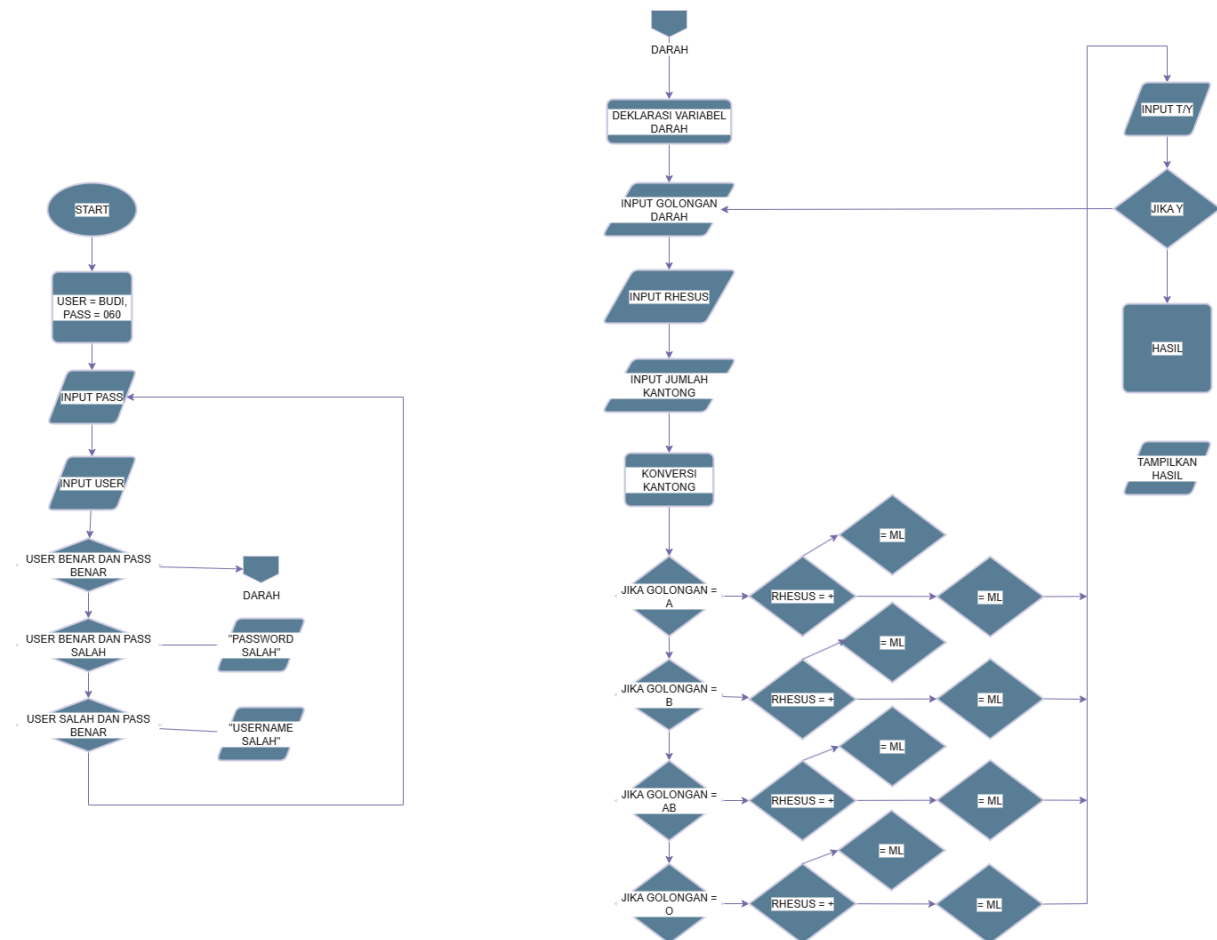 START
USER = BUDI,
PASS = 060
INPUT PASS
INPUT USER
USER BENAR DAN PASS
BENAR
DARAH
USER BENAR DAN PASS
SALAH
"PASSWORD
SALAH"
USER SALAH DAN PASS
BENAR
"USERNAME
SALAH"
DARAH
DEKLARASI VARIABEL
DARAH
INPUT GOLONGAN
DARAH
INPUT RHESUS
INPUT JUMLAH
KANTONG
KONVERSI
KANTONG
= ML
JIKA GOLONGAN =
A
RHESUS = +
= ML
= ML
JIKA GOLONGAN =
B
RHESUS = +
= ML
= ML
JIKA GOLONGAN =
AB
RHESUS = +
= ML
= ML
JIKA GOLONGAN =
O
RHESUS = +
= ML
INPUT T/Y
JIKA Y
HASIL
TAMPILKAN
HASIL